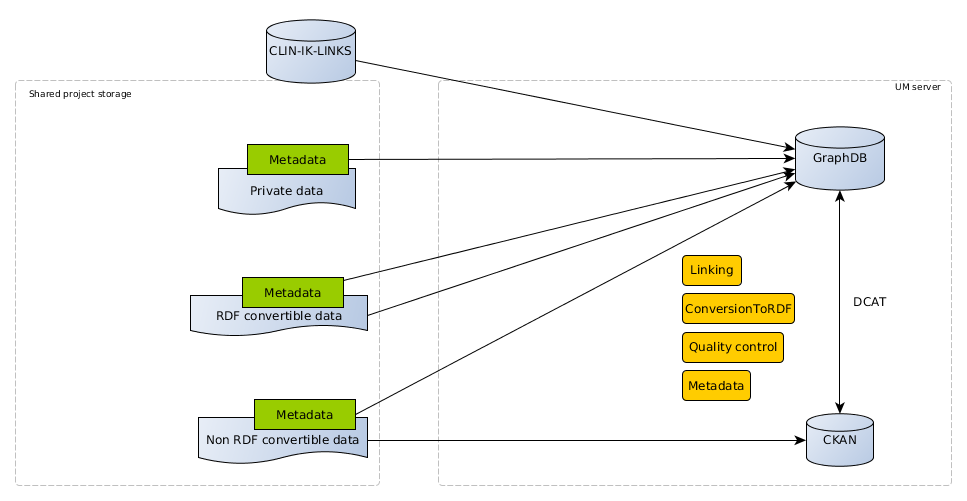 CLIN-IK-LINKS
Shared project storage
UM server
Metadata
Private data
GraphDB
Metadata
RDF convertible data
Linking
ConversionToRDF
Quality control
Metadata
DCAT
Metadata
Non RDF convertible data
CKAN